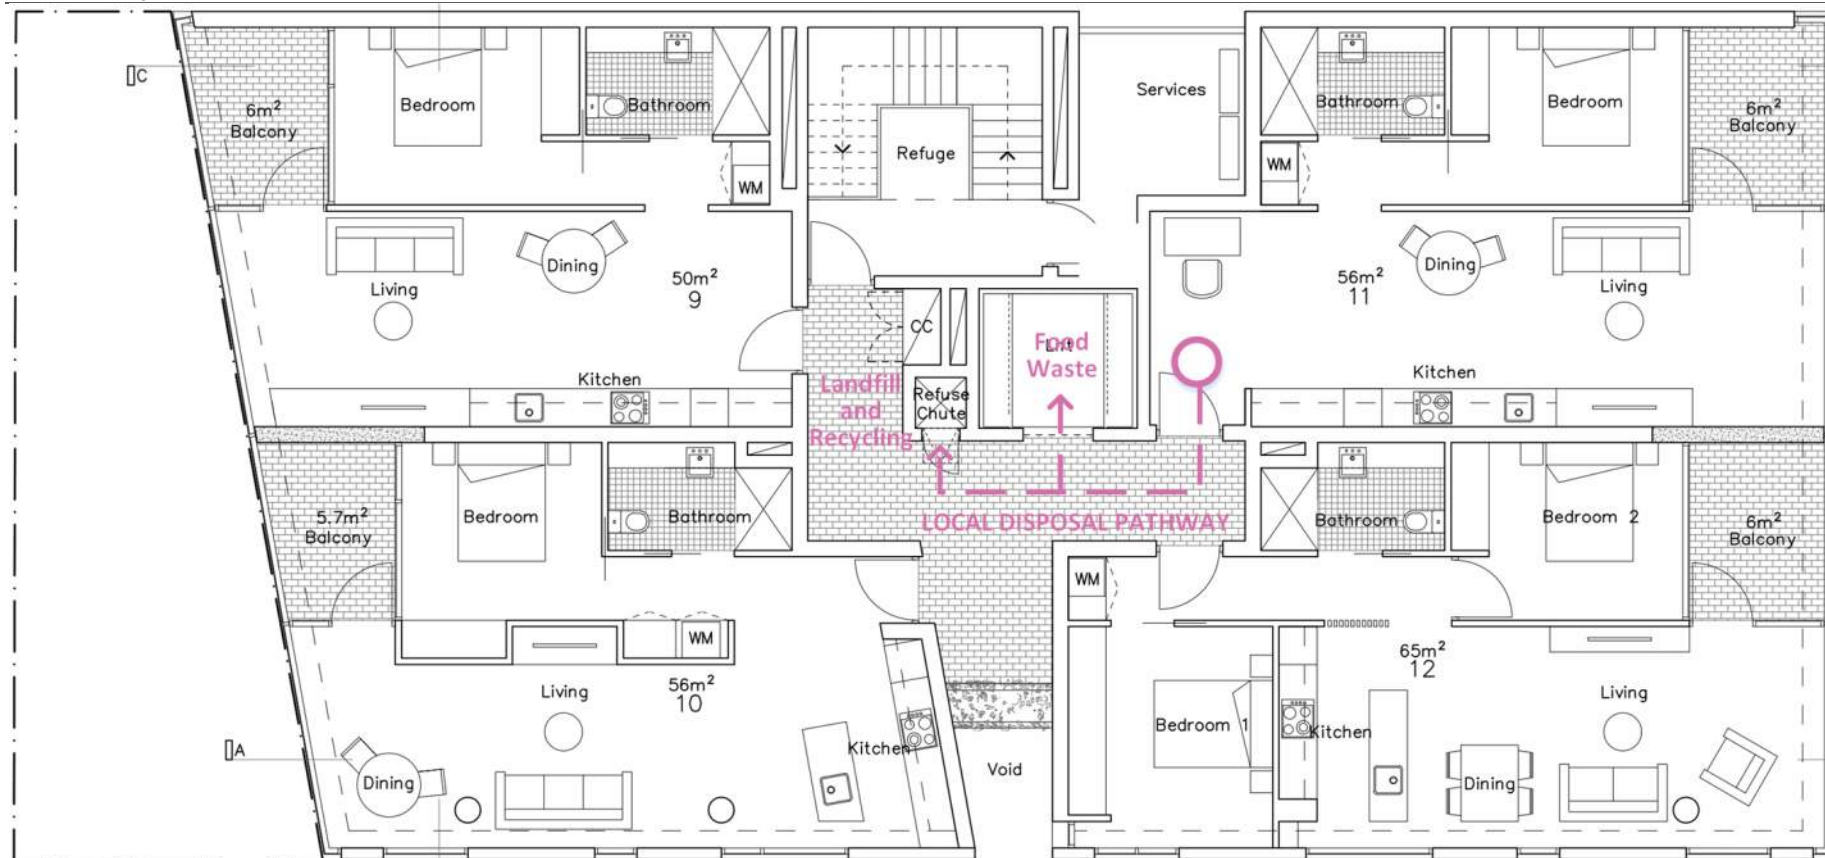 C
6m²
Balcony
Bedroom
Bathroom
WM
Refuge
Services
Bathroom
WM
Bedroom
6m²
Balcony
Living
Dining
50m²
9
Kitchen
CC
Landfill
and
Recycling
Refuse
Chute
Food
Waste
56m²
11
Dining
Living
Kitchen
LOCAL DISPOSAL PATHWAY
5.7m²
Balcony
Bedroom
Bathroom
WM
Living
56m²
10
Dining
Kitchen
A
Void
WM
Bathroom
Bedroom 2
6m²
Balcony
65m²
12
Bedroom 1
Kitchen
Dining
Living